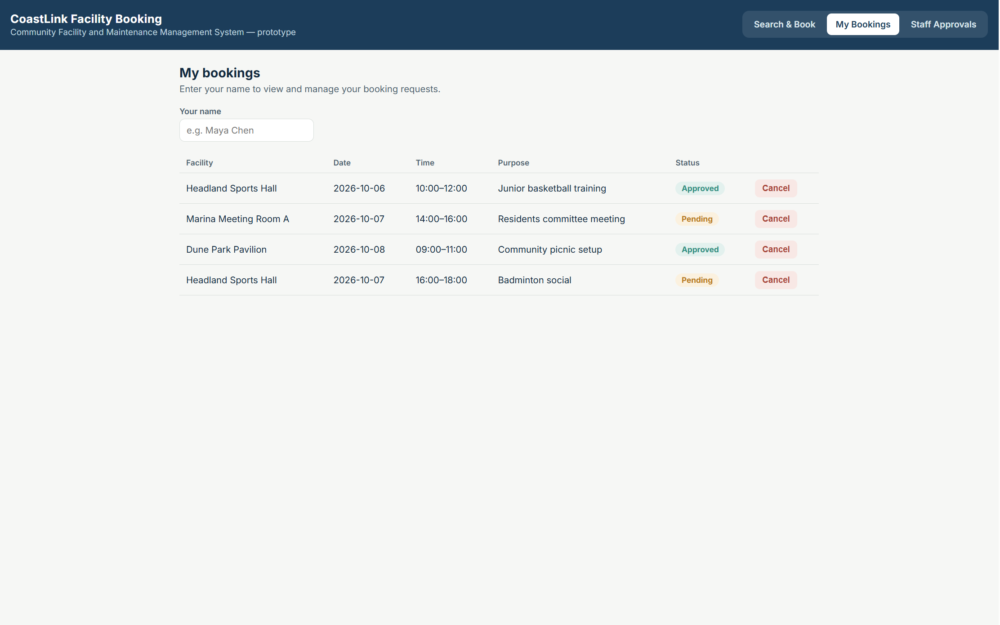 CoastLink Facility Booking
Community Facility and Maintenance Management System — prototype
Search & Book My Bookings Staff Approvals
My bookings
Enter your name to view and manage your booking requests.
Your name
e.g. Maya Chen
Facility Date Time Purpose Status
Headland Sports Hall 2026-10-06 10:00–12:00 Junior basketball training Approved Cancel
Marina Meeting Room A 2026-10-07 14:00–16:00 Residents committee meeting Pending Cancel
Dune Park Pavilion 2026-10-08 09:00–11:00 Community picnic setup Approved Cancel
Headland Sports Hall 2026-10-07 16:00–18:00 Badminton social Pending Cancel